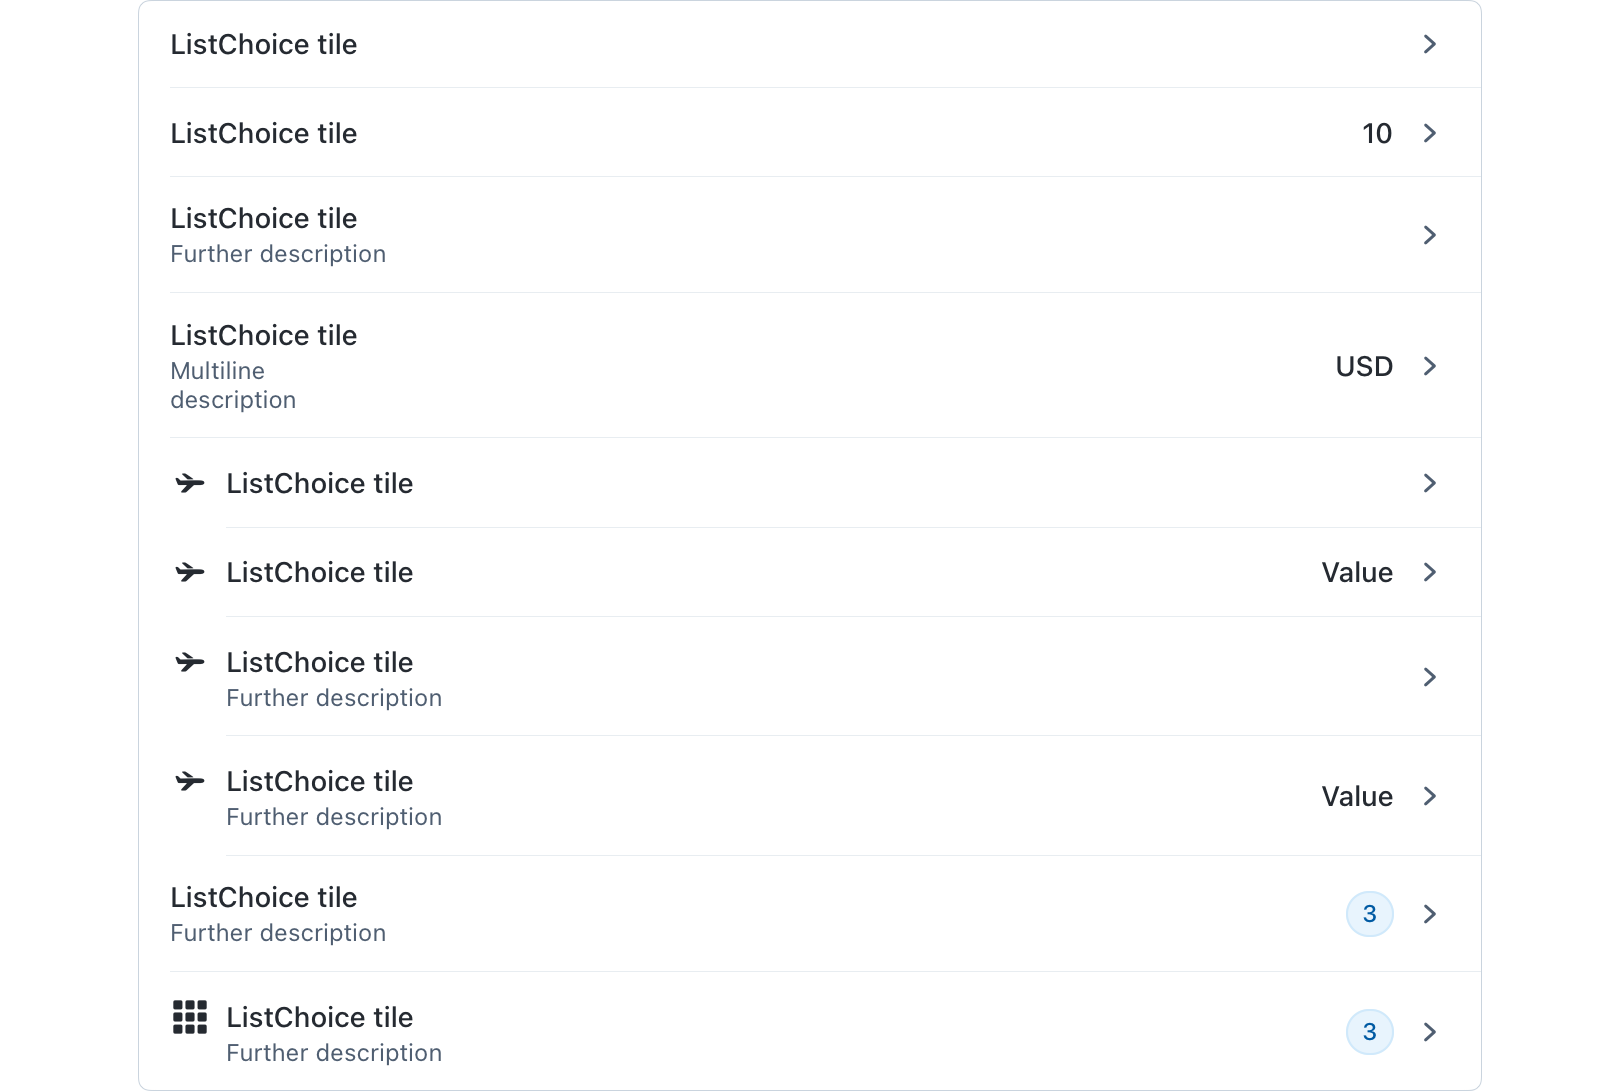 ListChoice tile
ListChoice tile 10
ListChoice tile
Further description
ListChoice tile
Multiline
description
USD
ListChoice tile
ListChoice tile Value
ListChoice tile
Further description
ListChoice tile
Further description
Value
ListChoice tile
Further description
3
ListChoice tile
Further description
3